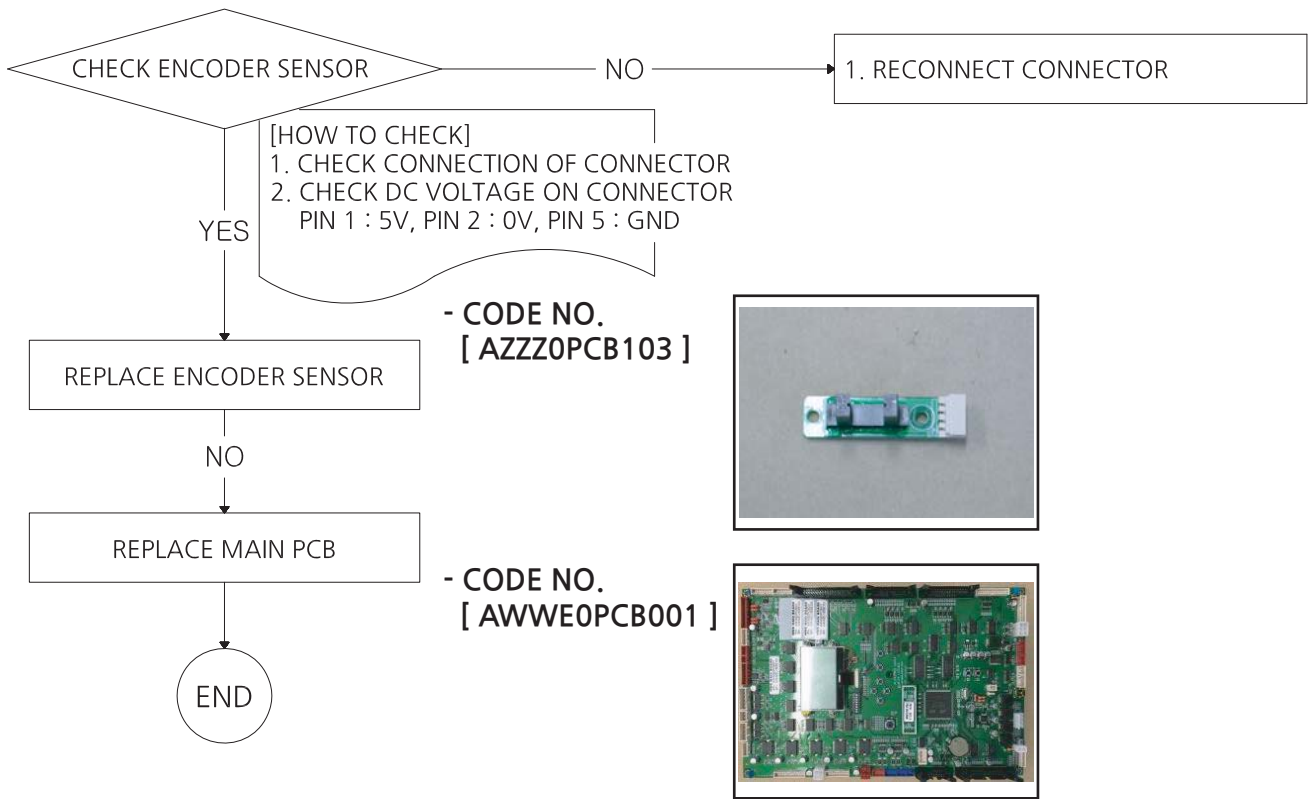 CHECK ENCODER SENSOR
NO
1. RECONNECT CONNECTOR
[HOW TO CHECK]
1. CHECK CONNECTION OF CONNECTOR
2. CHECK DC VOLTAGE ON CONNECTOR
PIN 1 : 5V, PIN 2 : 0V, PIN 5 : GND
YES
- CODE NO.
[ AZZZ0PCB103 ]
REPLACE ENCODER SENSOR
NO
REPLACE MAIN PCB
- CODE NO.
[ AWWE0PCB001 ]
END